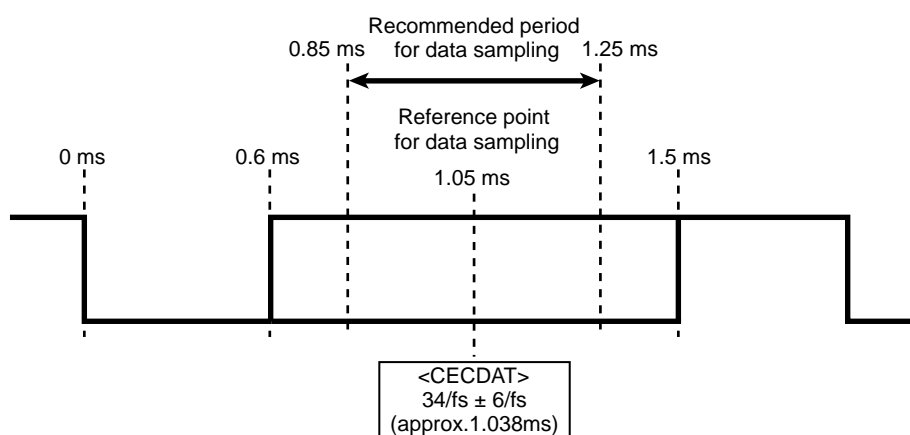 Recommended period
for data sampling
0.85 ms
1.25 ms
Reference point
for data sampling
0 ms
0.6 ms
1.05 ms
1.5 ms
<CECDAT>
34/fs ± 6/fs
(approx.1.038ms)